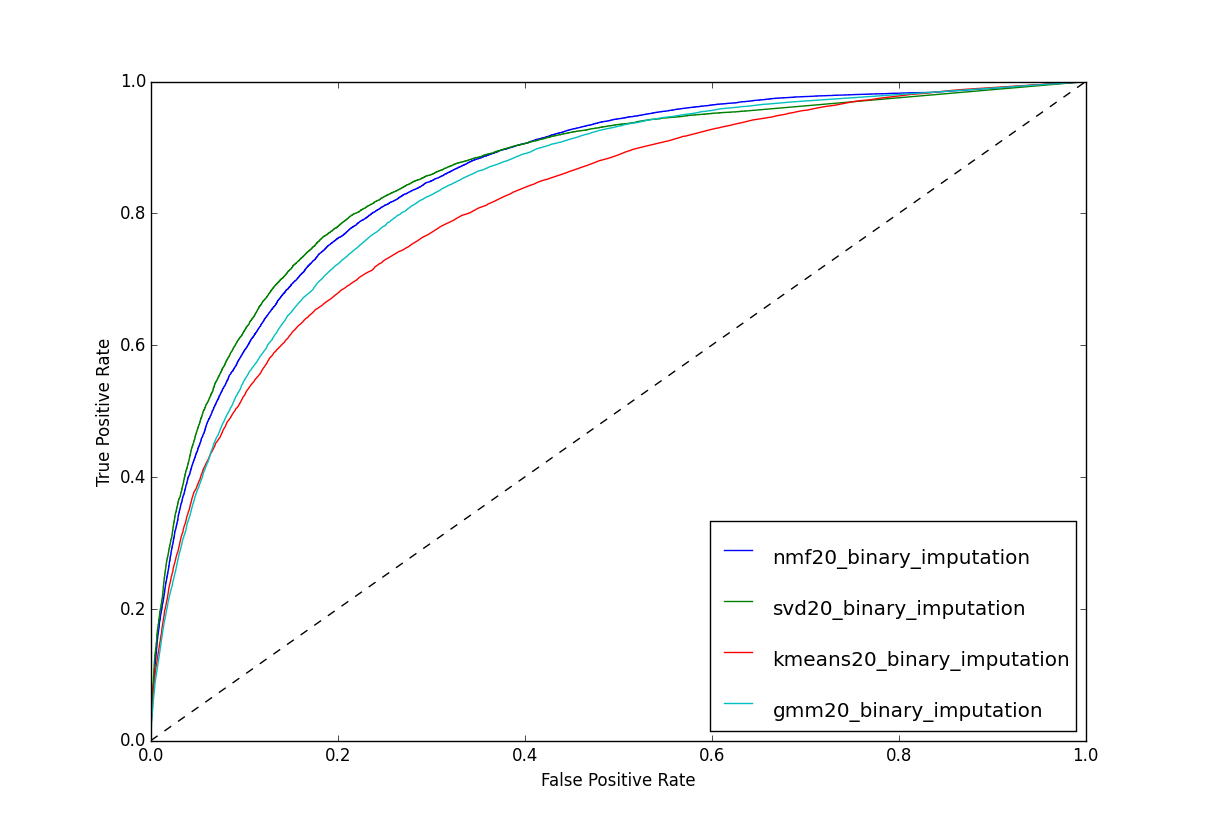 1.0
0.8
0.6
0.4
0.2
0.0
True Positive Rate
0.0 0.2 0.4 0.6 0.8 1.0
False Positive Rate
nmf20_binary_imputation
svd20_binary_imputation
kmeans20_binary_imputation
gmm20_binary_imputation